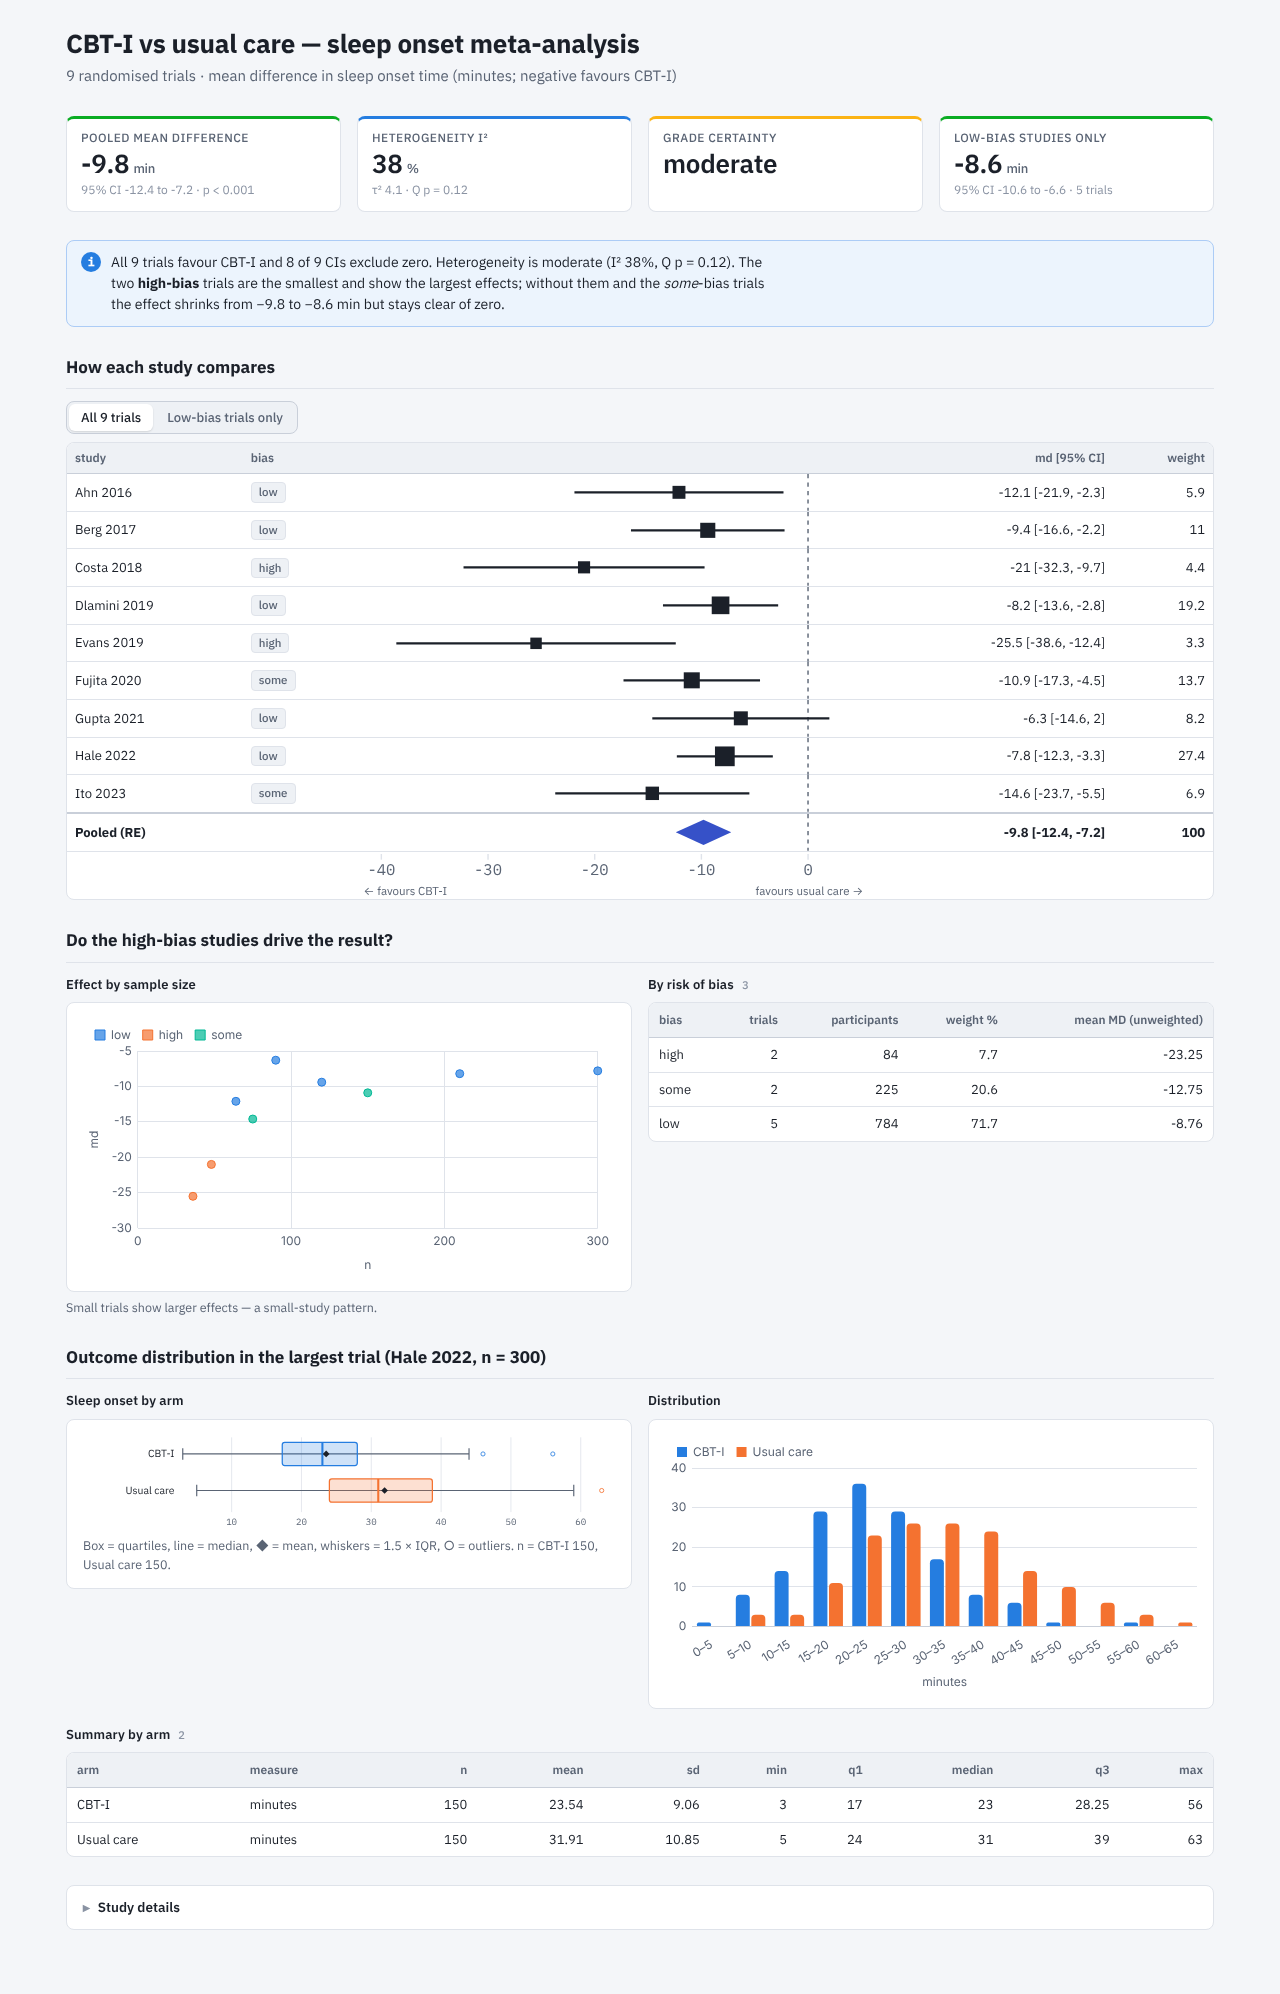 CBT-I vs usual care — sleep onset meta-analysis
9 randomised trials · mean difference in sleep onset time (minutes; negative favours CBT-I)
POOLED MEAN DIFFERENCE
-9.8 min
95% CI -12.4 to -7.2 · p < 0.001
HETEROGENEITY I²
38 %
τ² 4.1 · Q p = 0.12
GRADE CERTAINTY
moderate
LOW-BIAS STUDIES ONLY
-8.6 min
95% CI -10.6 to -6.6 · 5 trials
All 9 trials favour CBT-I and 8 of 9 CIs exclude zero. Heterogeneity is moderate (I² 38%, Q p = 0.12). The
two high-bias trials are the smallest and show the largest effects; without them and the some-bias trials
the effect shrinks from −9.8 to −8.6 min but stays clear of zero.
How each study compares
All 9 trials Low-bias trials only
study bias md [95% CI] weight
Ahn 2016 low -12.1 [-21.9, -2.3] 5.9
Berg 2017 low -9.4 [-16.6, -2.2] 11
Costa 2018 high -21 [-32.3, -9.7] 4.4
Dlamini 2019 low -8.2 [-13.6, -2.8] 19.2
Evans 2019 high -25.5 [-38.6, -12.4] 3.3
Fujita 2020 some -10.9 [-17.3, -4.5] 13.7
Gupta 2021 low -6.3 [-14.6, 2] 8.2
Hale 2022 low -7.8 [-12.3, -3.3] 27.4
Ito 2023 some -14.6 [-23.7, -5.5] 6.9
Pooled (RE) -9.8 [-12.4, -7.2] 100
-40 -30 -20 -10 0
← favours CBT-I favours usual care →
Do the high-bias studies drive the result?
Effect by sample size
low high some
-5
-10
-15
-20
-25
-30
md
0 100 200 300
n
Small trials show larger effects — a small-study pattern.
By risk of bias 3
bias trials participants weight % mean MD (unweighted)
high 2 84 7.7 -23.25
some 2 225 20.6 -12.75
low 5 784 71.7 -8.76
Outcome distribution in the largest trial (Hale 2022, n = 300)
Sleep onset by arm
CBT-I
Usual care
10 20 30 40 50 60
Box = quartiles, line = median, ◆ = mean, whiskers = 1.5 × IQR, ○ = outliers. n = CBT-I 150,
Usual care 150.
Distribution
CBT-I Usual care
40
30
20
10
0
0–5 5–10 10–15 15–20 20–25 25–30 30–35 35–40 40–45 45–50 50–55 55–60 60–65
minutes
Summary by arm 2
arm measure n mean sd min q1 median q3 max
CBT-I minutes 150 23.54 9.06 3 17 23 28.25 56
Usual care minutes 150 31.91 10.85 5 24 31 39 63
▸ Study details